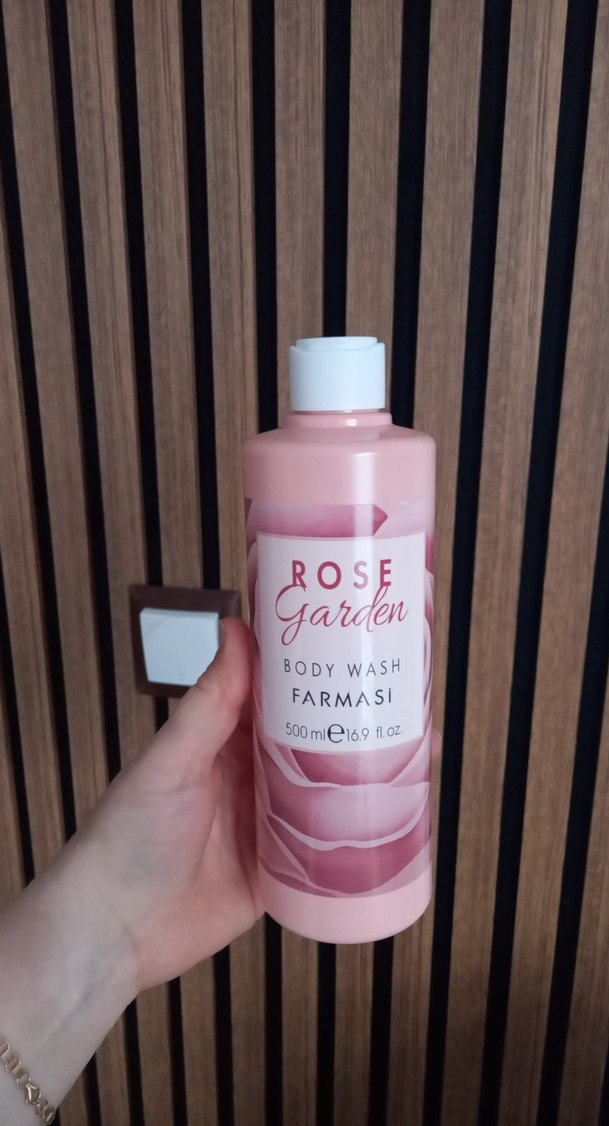 ROSE
Garden
BODY WASH
FARMASi
500 ml e 16.9 fl. oz.